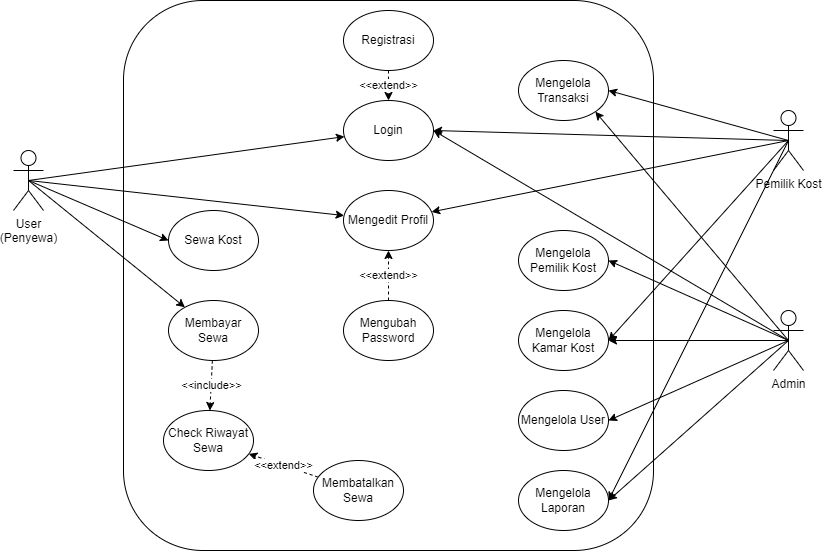 Registrasi
<<extend>>
Login
Mengelola
Transaksi
Pemilik Kost
User
(Penyewa)
Sewa Kost
Mengedit Profil
<<extend>>
Mengubah
Password
Mengelola
Pemilik Kost
Membayar
Sewa
Mengelola
Kamar Kost
Admin
<<include>>
Check Riwayat
Sewa
<<extend>>
Membatalkan
Sewa
Mengelola User
Mengelola
Laporan